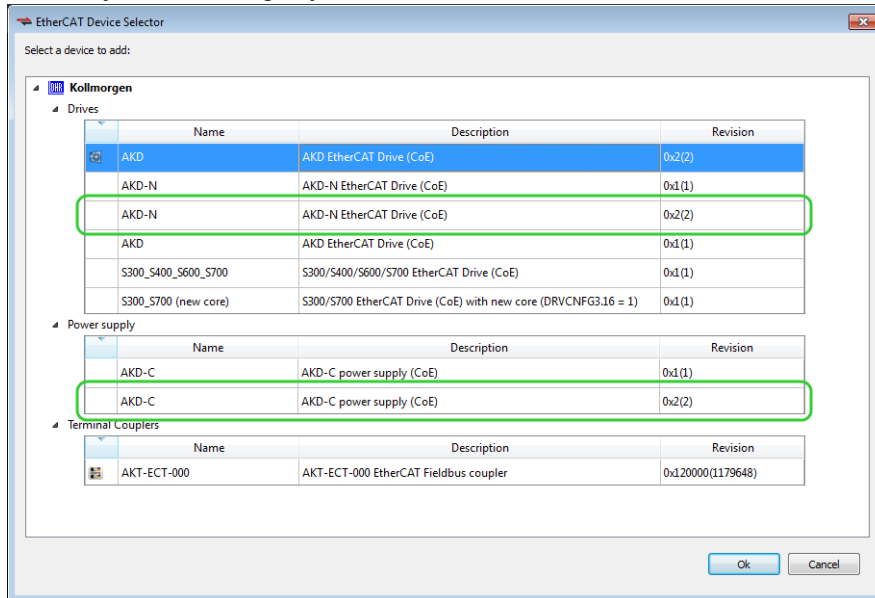 EtherCAT Device Selector
Select a device to add:
Kollmorgen
Drives
Name Description Revision
AKD AKD EtherCAT Drive (CoE) 0x2(2)
AKD-N AKD-N EtherCAT Drive (CoE) 0x1(1)
AKD-N AKD-N EtherCAT Drive (CoE) 0x2(2)
AKD AKD EtherCAT Drive (CoE) 0x1(1)
S300_S400_S600_S700 S300/S400/S600/S700 EtherCAT Drive (CoE) 0x1(1)
S300_S700 (new core) S300/S700 EtherCAT Drive (CoE) with new core (DRVCNFG3.16 = 1) 0x1(1)
Power supply
Name Description Revision
AKD-C AKD-C power supply (CoE) 0x1(1)
AKD-C AKD-C power supply (CoE) 0x2(2)
Terminal Couplers
Name Description Revision
AKT-ECT-000 AKT-ECT-000 EtherCAT Fieldbus coupler 0x120000(1179648)
Ok Cancel